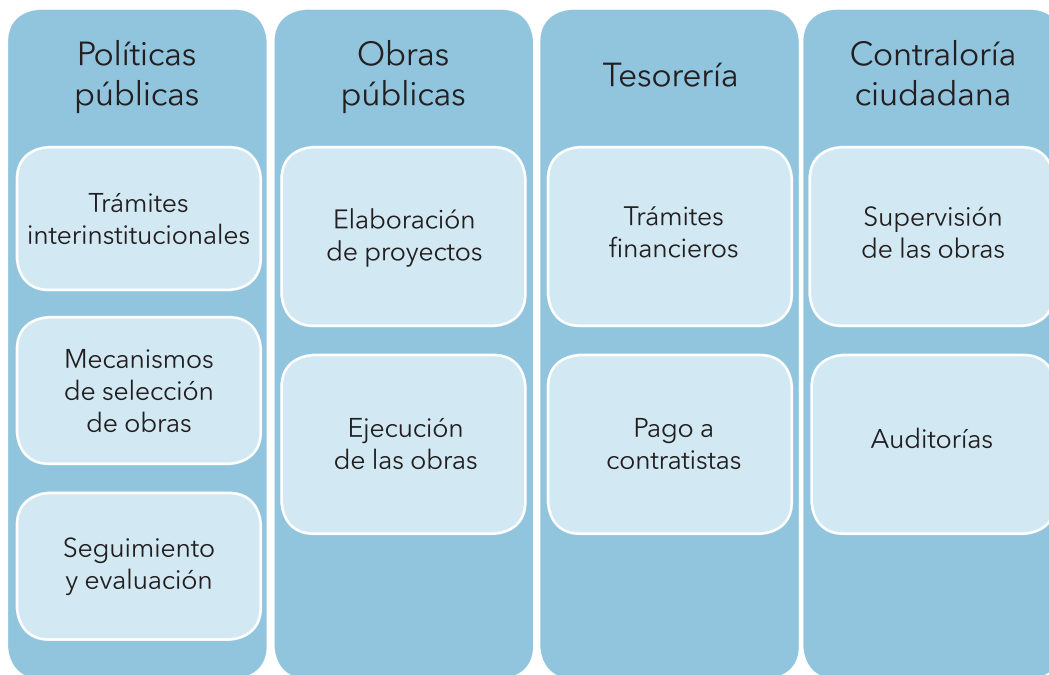 Políticas
públicas
Trámites
interinstitucionales
Mecanismos
de selección
de obras
Seguimiento
y evaluación
Obras
públicas
Elaboración
de proyectos
Ejecución
de las obras
Tesorería
Trámites
financieros
Pago a
contratistas
Contraloría
ciudadana
Supervisión
de las obras
Auditorías